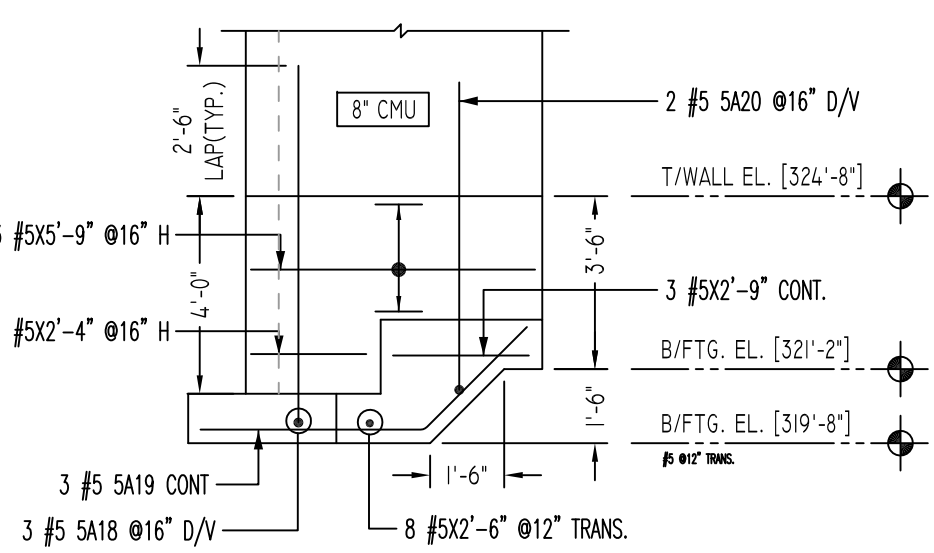 8" CMU
2'-6"
LAP(TYP.)
2 #5 5A20 @16" D/V
T/WALL EL. [324'-8"]
#5X5'-9" @16" H
4'-0"
3'-6"
3 #5X2'-9" CONT.
#5X2'-4" @16" H
B/FTG. EL. [321'-2"]
1'-6"
B/FTG. EL. [319'-8"]
#5 @12" TRANS.
1'-6"
3 #5 5A19 CONT
3 #5 5A18 @16" D/V
8 #5X2'-6" @12" TRANS.